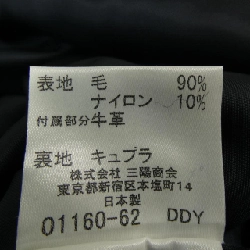 表地 毛 90%
ナイロン 10%
付属部分 牛革
裏地 キュプラ
株式会社 三陽商会
東京都新宿区本塩町14
日本製
01160-62 DDY